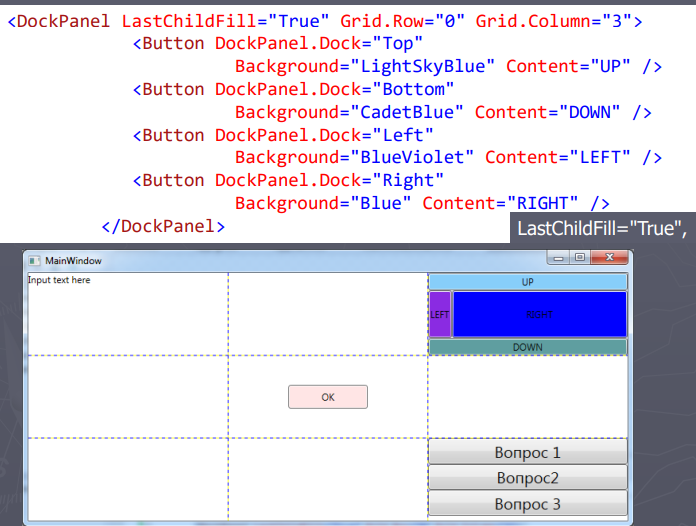 <DockPanel LastChildFill="True" Grid.Row="0" Grid.Column="3">
<Button DockPanel.Dock="Top"
Background="LightSkyBlue" Content="UP" />
<Button DockPanel.Dock="Bottom"
Background="CadetBlue" Content="DOWN" />
<Button DockPanel.Dock="Left"
Background="BlueViolet" Content="LEFT" />
<Button DockPanel.Dock="Right"
Background="Blue" Content="RIGHT" />
</DockPanel>
LastChildFill="True",
MainWindow
Input text here
UP
LEFT
RIGHT
DOWN
OK
Вопрос 1
Вопрос2
Вопрос 3